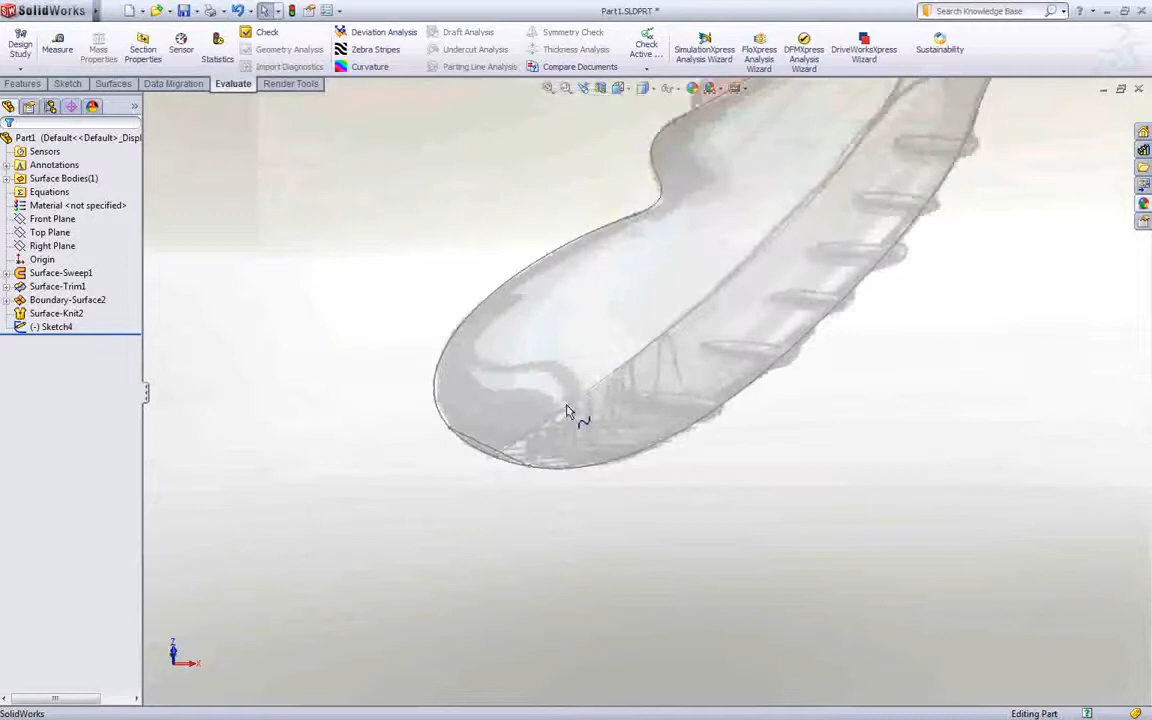 SolidWorks
Part1.SLDPRT *
Search Knowledge Base
Design Study
Measure
Mass Properties
Section Properties
Sensor
Statistics
Check
Geometry Analysis
Import Diagnostics
Deviation Analysis
Zebra Stripes
Curvature
Draft Analysis
Undercut Analysis
Parting Line Analysis
Symmetry Check
Thickness Analysis
Compare Documents
Check Active ...
SimulationXpress Analysis Wizard
FloXpress Analysis Wizard
DFMXpress Analysis Wizard
DriveWorksXpress Wizard
Sustainability
Features
Sketch
Surfaces
Data Migration
Evaluate
Render Tools
Part1 (Default<<Default>_Displ
Sensors
Annotations
Surface Bodies(1)
Equations
Material <not specified>
Front Plane
Top Plane
Right Plane
Origin
Surface-Sweep1
Surface-Trim1
Boundary-Surface2
Surface-Knit2
(-) Sketch4
Z
X
SolidWorks
Editing Part